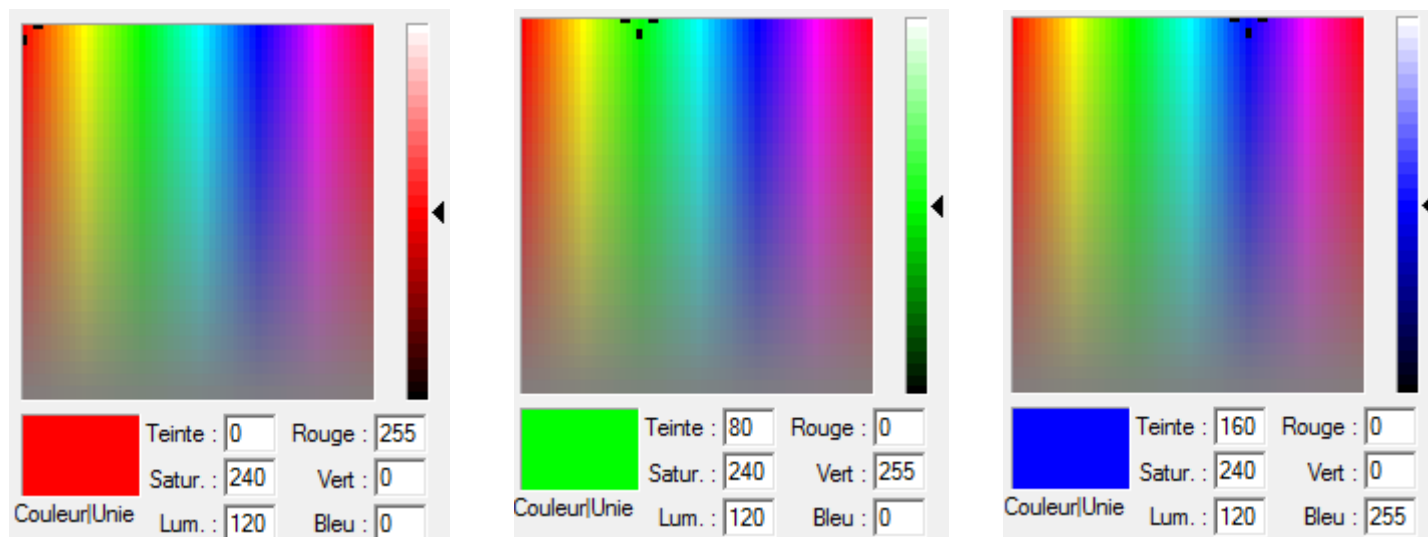 Teinte : 0 Rouge : 255
Satur. : 240 Vert : 0
Couleur|Unie
Lum. : 120 Bleu : 0
Teinte : 80 Rouge : 0
Satur. : 240 Vert : 255
Couleur|Unie
Lum. : 120 Bleu : 0
Teinte : 160 Rouge : 0
Satur. : 240 Vert : 0
Couleur|Unie
Lum. : 120 Bleu : 255